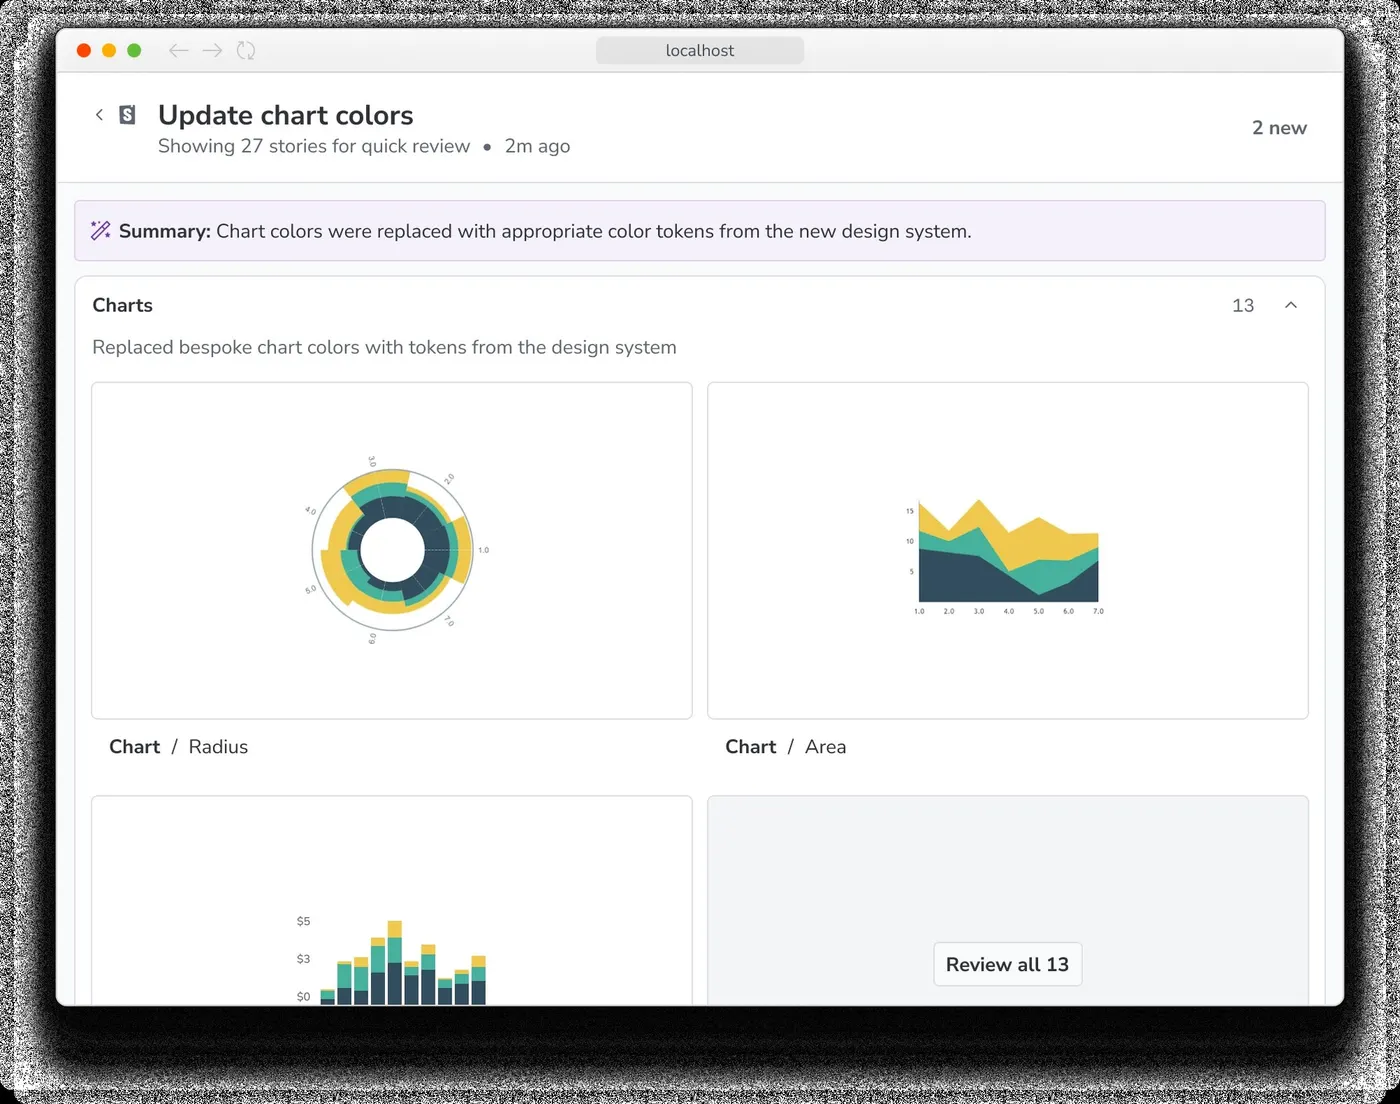 localhost
S
Update chart colors
2 new
Showing 27 stories for quick review • 2m ago
Summary: Chart colors were replaced with appropriate color tokens from the new design system.
Charts
13
Replaced bespoke chart colors with tokens from the design system
3.0
2.0
4.0
1.0
5.0
7.0
6.0
15
10
5
1.0 2.0 3.0 4.0 5.0 6.0 7.0
Chart / Radius
Chart / Area
$5
$3
$0
Review all 13